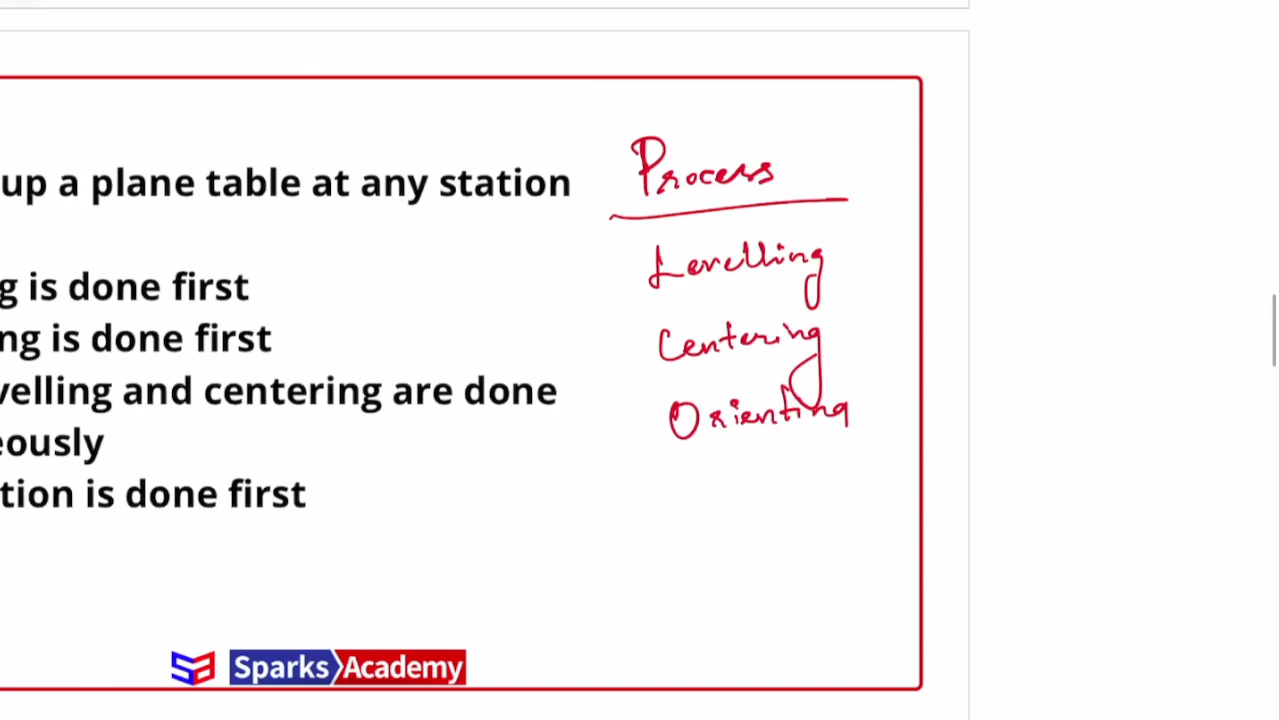 up a plane table at any station
g is done first
ng is done first
velling and centering are done
eously
tion is done first
Process
Levelling
Centering
Orienting
Sparks Academy